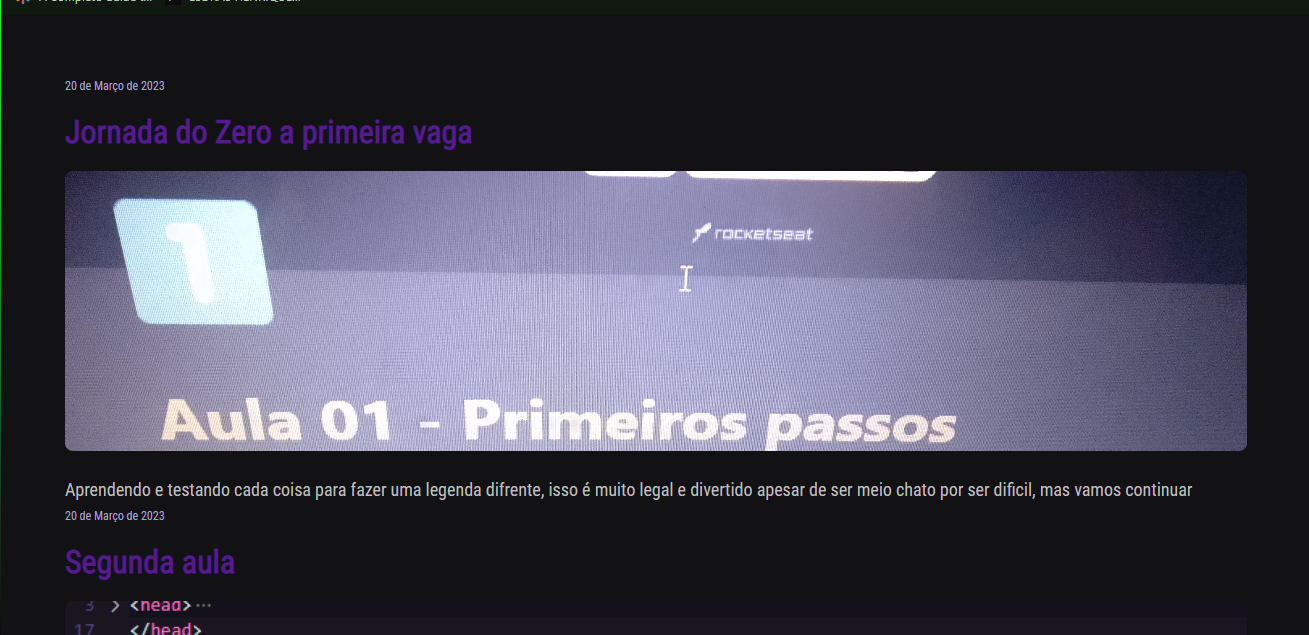 20 de Março de 2023
Jornada do Zero a primeira vaga
1
rocketseat
Aula 01 - Primeiros passos
Aprendendo e testando cada coisa para fazer uma legenda difrente, isso é muito legal e divertido apesar de ser meio chato por ser dificil, mas vamos continuar
20 de Março de 2023
Segunda aula
3 > <head> ···
17 </head>